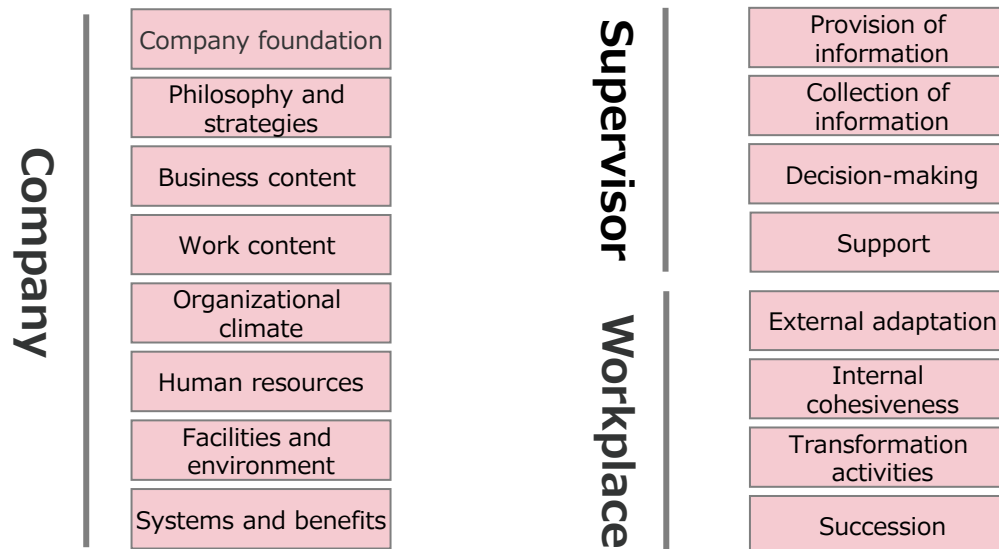 Company
Company foundation
Philosophy and
strategies
Business content
Work content
Organizational
climate
Human resources
Facilities and
environment
Systems and benefits
Supervisor
Provision of
information
Collection of
information
Decision-making
Support
Workplace
External adaptation
Internal
cohesiveness
Transformation
activities
Succession